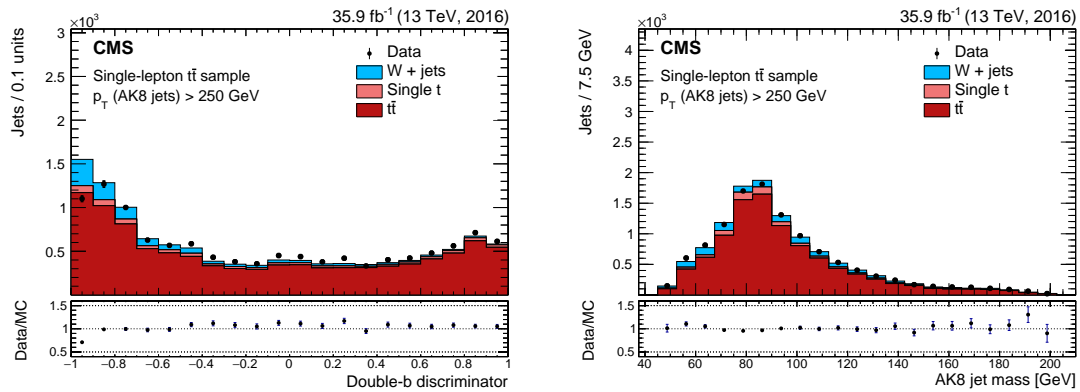 35.9 fb⁻¹ (13 TeV, 2016)
×10³
CMS
Single-lepton tt̄ sample
p_T (AK8 jets) > 250 GeV
Data
W + jets
Single t
tt̄
Jets / 0.1 units
3
2.5
2
1.5
1
0.5
Data/MC
1.5
1
0.5
−1 −0.8 −0.6 −0.4 −0.2 0 0.2 0.4 0.6 0.8 1
Double-b discriminator
35.9 fb⁻¹ (13 TeV, 2016)
×10³
CMS
Single-lepton tt̄ sample
p_T (AK8 jets) > 250 GeV
Data
W + jets
Single t
tt̄
Jets / 7.5 GeV
4
3.5
3
2.5
2
1.5
1
0.5
0
Data/MC
1.5
1
0.5
40 60 80 100 120 140 160 180 200
AK8 jet mass [GeV]